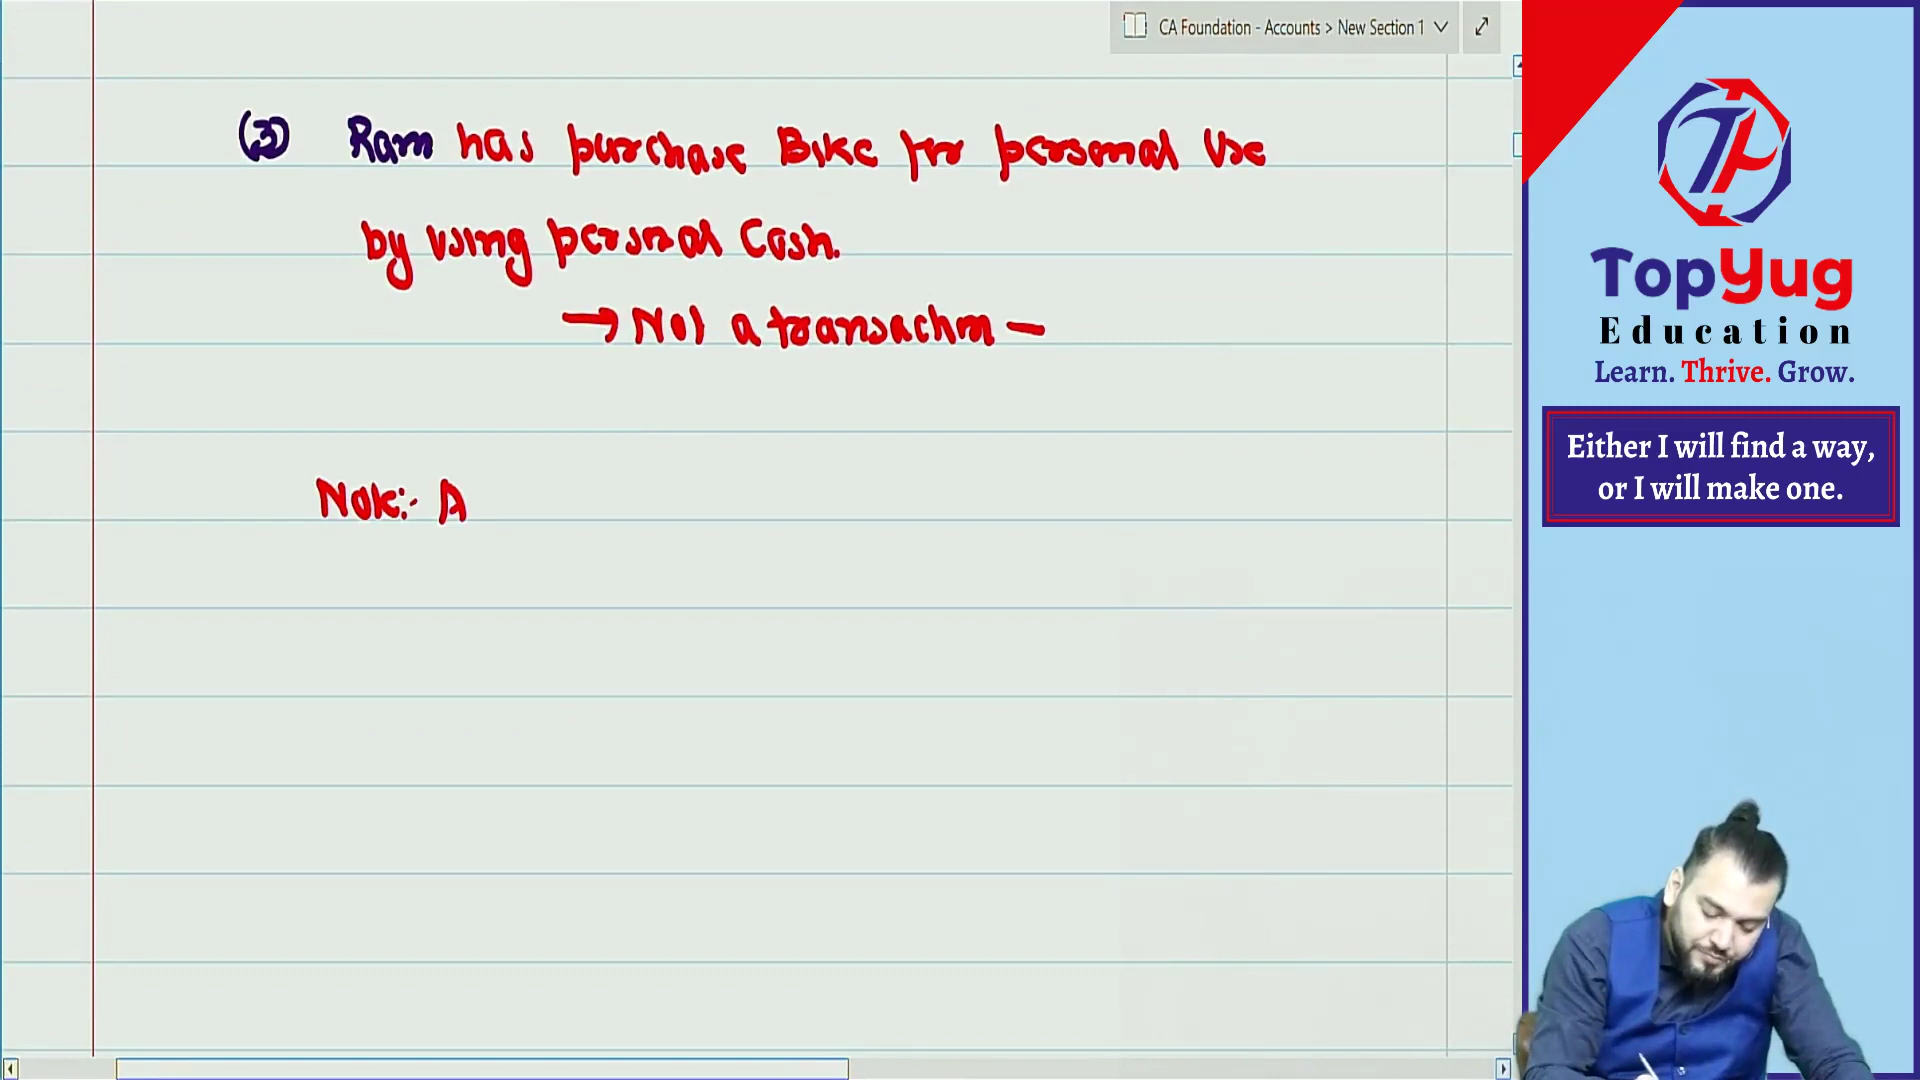 CA Foundation - Accounts > New Section 1
(3) Ram has purchase Bike for personal Use
by using personal Cash.
→ Not a transaction -
Note:- A
TopYug
Education
Learn. Thrive. Grow.
Either I will find a way,
or I will make one.